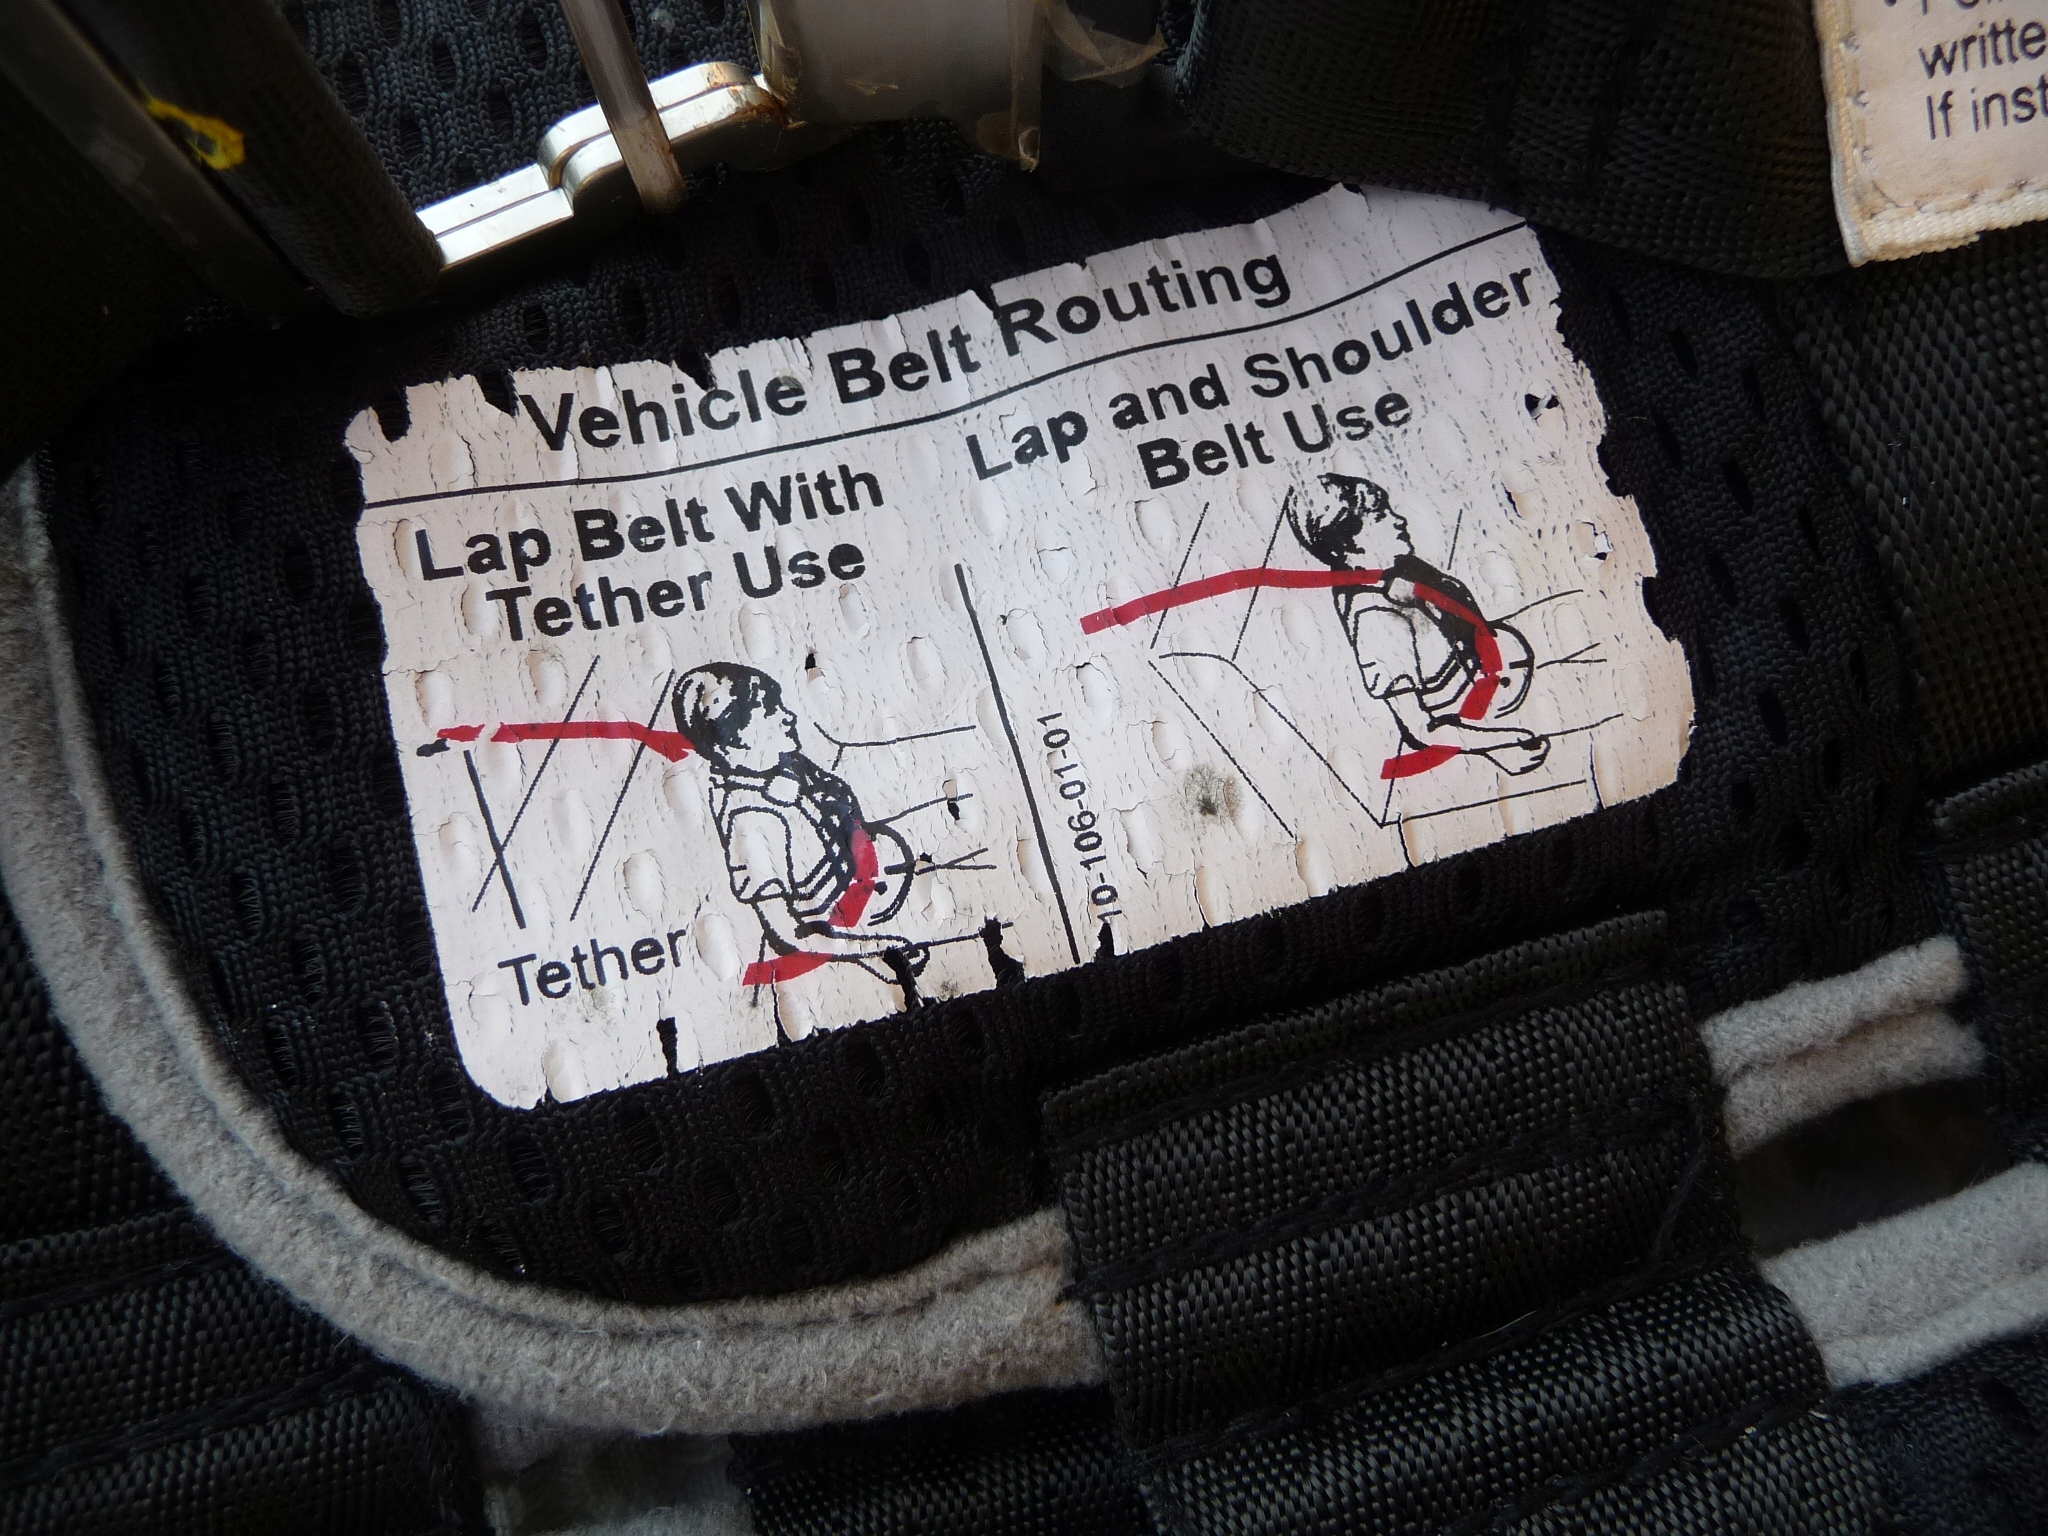 writte
If inst
Vehicle Belt Routing
Lap Belt With
Tether Use
Lap and Shoulder
Belt Use
Tether
10-106-01-01